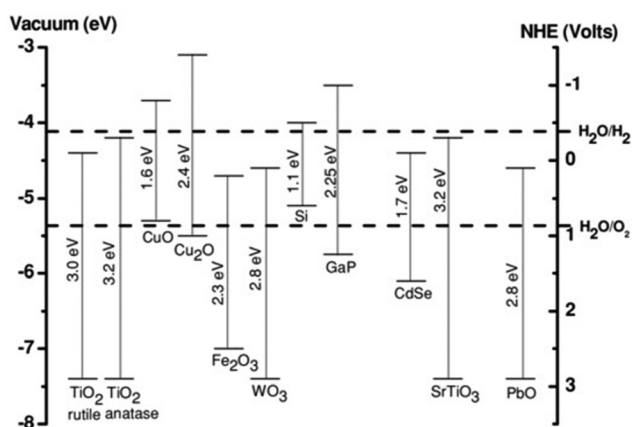 Vacuum (eV)
NHE (Volts)
-3
-4
-5
-6
-7
-8
-1
0
1
2
3
H₂O/H₂
H₂O/O₂
3.0 eV
3.2 eV
1.6 eV
2.4 eV
2.3 eV
2.8 eV
1.1 eV
2.25 eV
1.7 eV
3.2 eV
2.8 eV
CuO
Cu₂O
Si
GaP
CdSe
Fe₂O₃
TiO₂ TiO₂
rutile anatase
WO₃
SrTiO₃
PbO